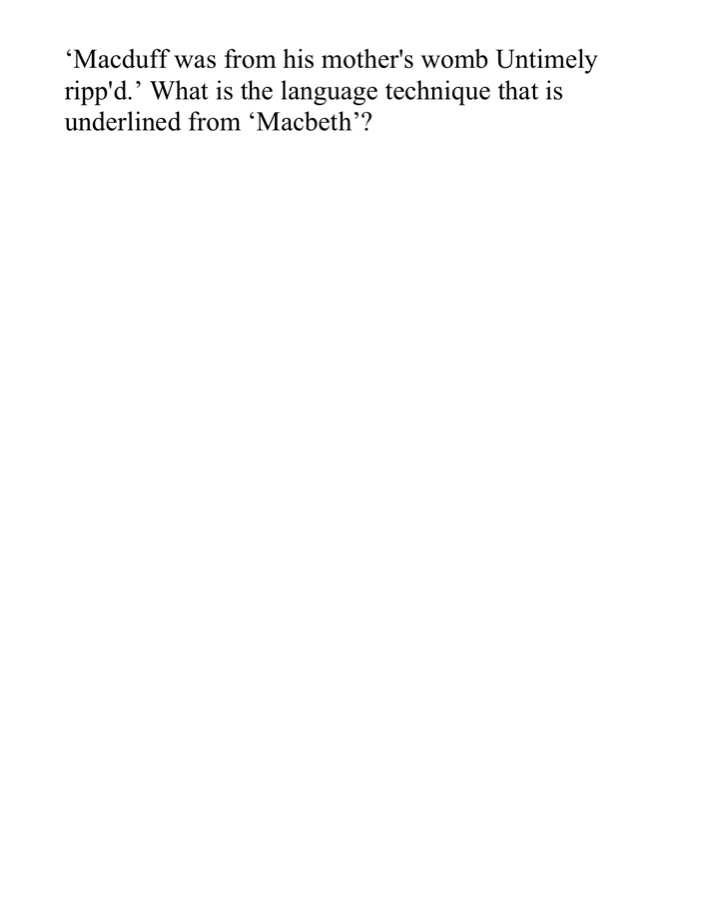 ‘Macduff was from his mother's womb Untimely
ripp'd.’ What is the language technique that is
underlined from ‘Macbeth’?